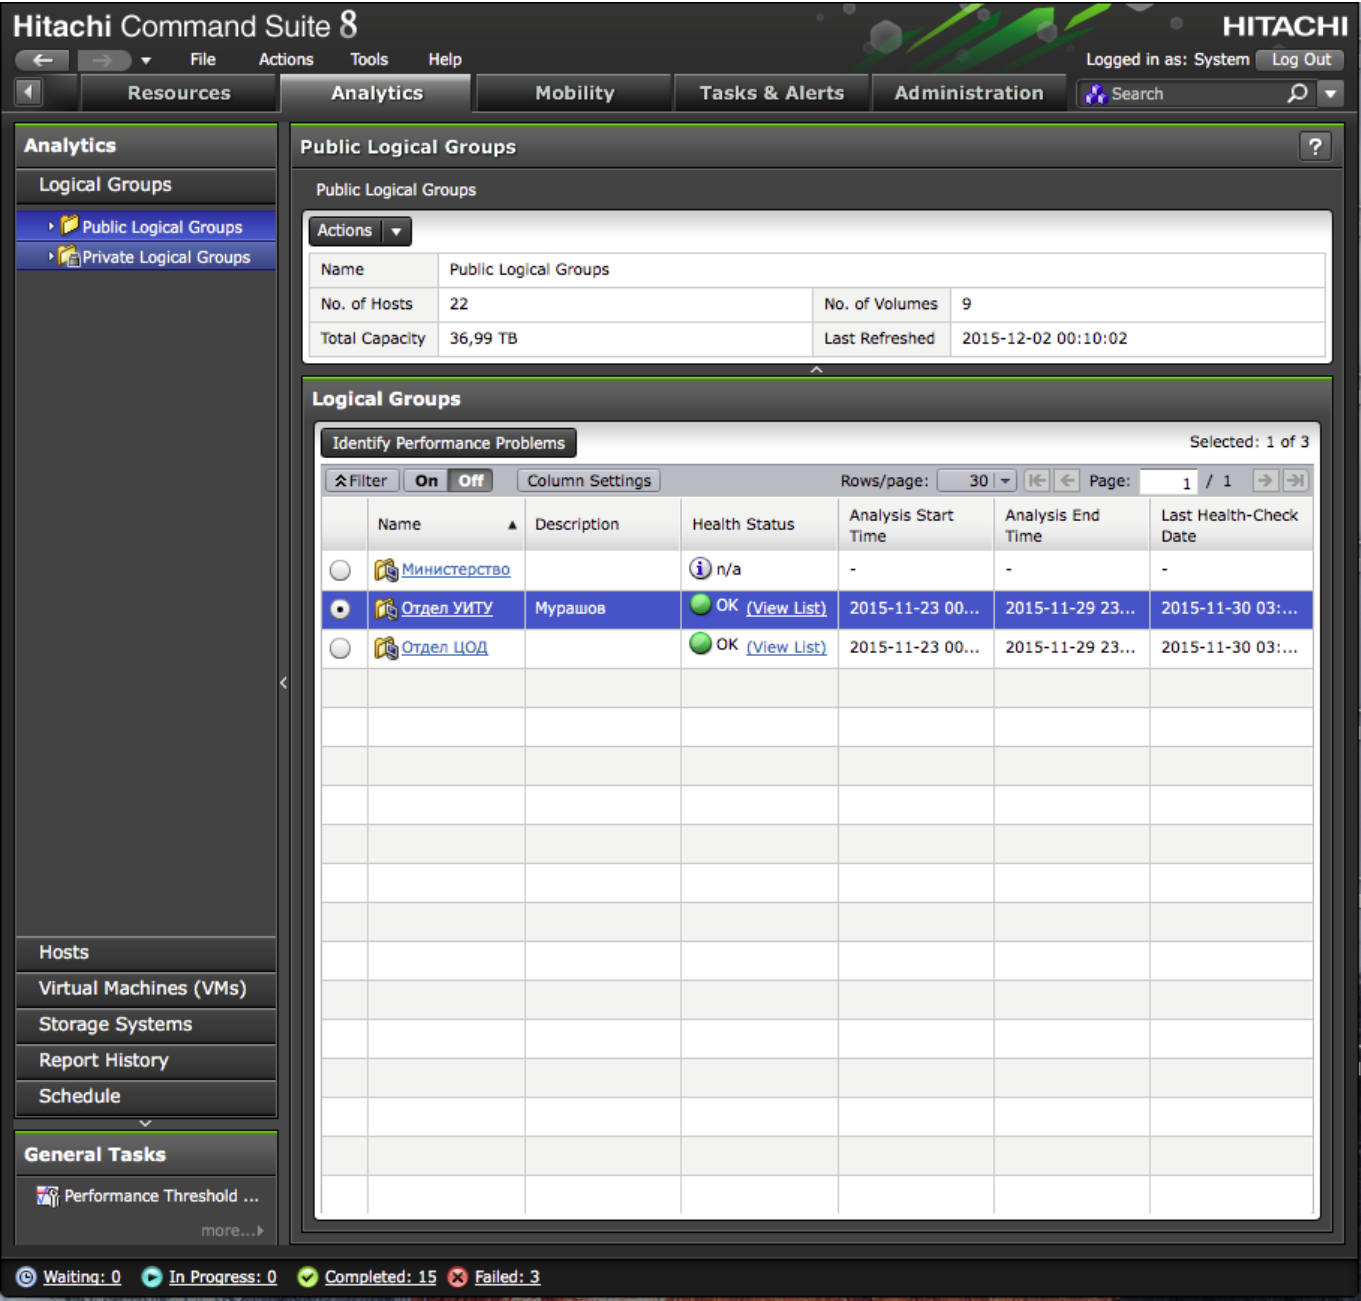 Hitachi Command Suite 8
HITACHI
File Actions Tools Help
Logged in as: System Log Out
Resources Analytics Mobility Tasks & Alerts Administration Search
Analytics
Logical Groups
Public Logical Groups
Private Logical Groups
Hosts
Virtual Machines (VMs)
Storage Systems
Report History
Schedule
General Tasks
Performance Threshold ...
more...
Public Logical Groups
?
Public Logical Groups
Actions
Name Public Logical Groups
No. of Hosts 22 No. of Volumes 9
Total Capacity 36,99 TB Last Refreshed 2015-12-02 00:10:02
Logical Groups
Identify Performance Problems Selected: 1 of 3
Filter On Off Column Settings Rows/page: 30 Page: 1 / 1
Name Description Health Status Analysis Start Time Analysis End Time Last Health-Check Date
Министерство n/a - - -
Отдел УИТУ Мурашов OK (View List) 2015-11-23 00... 2015-11-29 23... 2015-11-30 03:...
Отдел ЦОД OK (View List) 2015-11-23 00... 2015-11-29 23... 2015-11-30 03:...
Waiting: 0 In Progress: 0 Completed: 15 Failed: 3